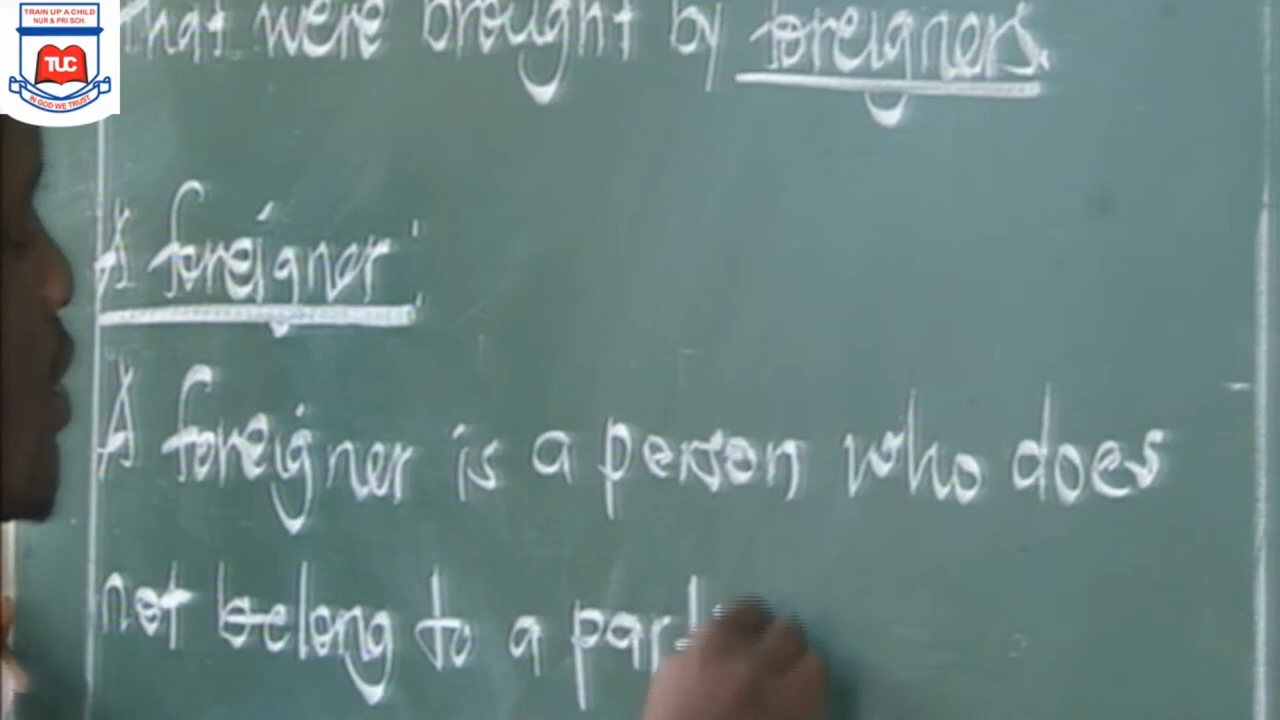 TRAIN UP A CHILD
NUR & PRI SCH.
TUC
IN GOD WE TRUST
that were brought by foreigners.
A foreigner:
A foreigner is a person who does
not belong to a part